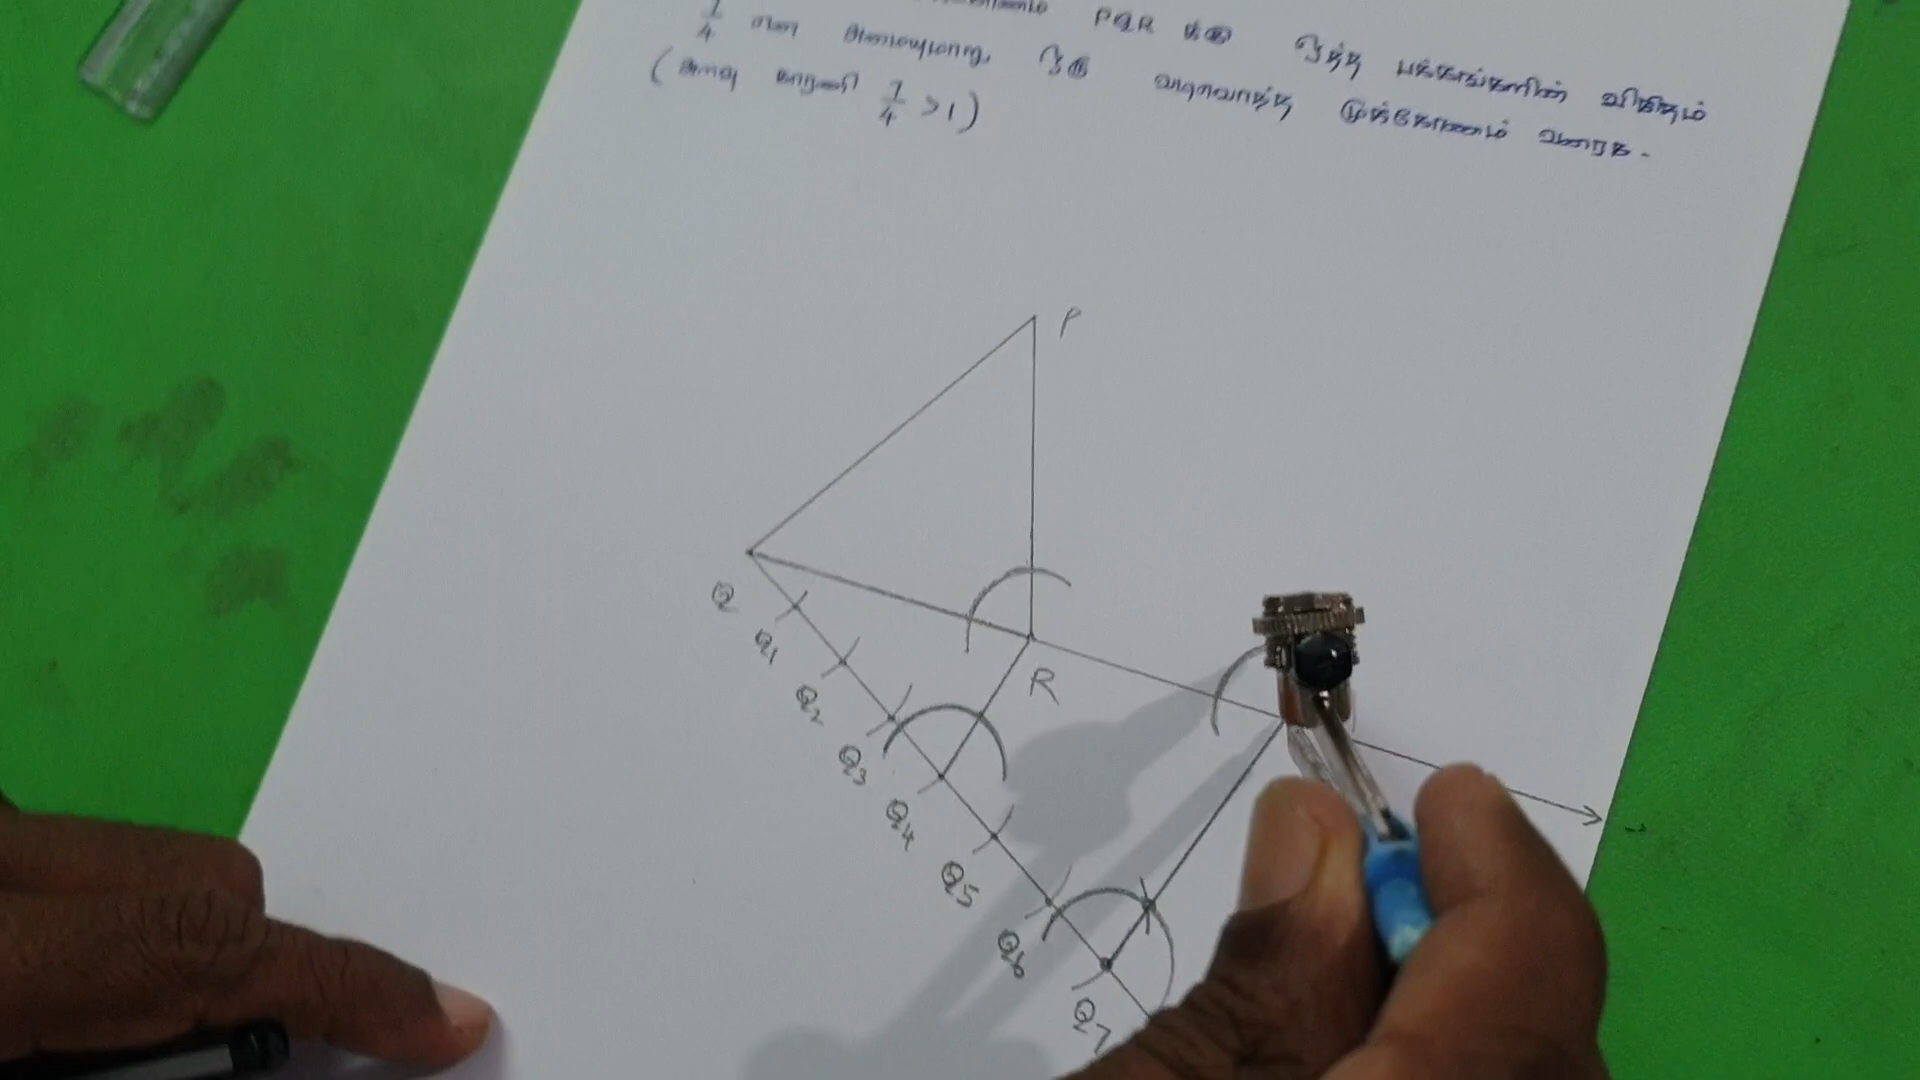 PQR க்கு ஒத்த பக்கங்களின் விகிதம்
7/4 என அமையுமாறு ஒரு வடிவொத்த முக்கோணம் வரைக.
(அளவு காரணி 7/4 >1)
P
Q
R
Q1
Q2
Q3
Q4
Q5
Q6
Q7